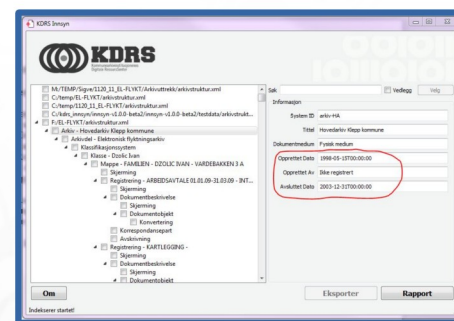 KDRS Innsyn
KDRS
M:/TEMP/Sigve/1120_11_EL-FLYKT/Arkivuttrekk/arkivstruktur.xml
C:/temp/EL-FLYKT/arkivstruktur.xml
C:/temp/1120_11_EL-FLYKT/arkivstruktur.xml
C:/kdrs_innsyn/innsyn-v1.0.0-beta2/innsyn-v1.0.0-beta2/testdata/arkivstrukt...
F:/EL-FLYKT/arkivstruktur.xml
Arkiv - Hovedarkiv Klepp kommune
Arkivdel - Elektronisk flyktningarkiv
Klassifikasjonssystem
Klasse - Dzolic Ivan
Mappe - FAMILIEN - DZOLIC IVAN - VARDEBAKKEN 3 A
Skjerming
Registrering - ARBEIDSAVTALE 01.01.09-31.03.09 - INT...
Skjerming
Dokumentbeskrivelse
Skjerming
Dokumentobjekt
Konvertering
Korrespondansepart
Avskrivning
Registrering - KARTLEGGING -
Skjerming
Dokumentbeskrivelse
Skjerming
Dokumentobjekt
Søk
Vedlegg
Velg
Informasjon
System ID arkiv-HA
Tittel Hovedarkiv Klepp kommune
Dokumentmedium Fysisk medium
Opprettet Dato 1998-05-15T00:00:00
Opprettet Av Ikke registrert
Avsluttet Dato 2003-12-31T00:00:00
Om
Eksporter
Rapport
Indekserer startet!